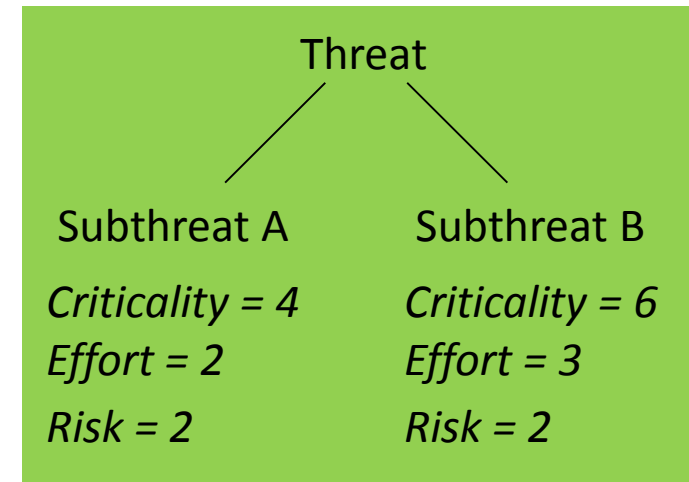 Threat
Subthreat A
Subthreat B
Criticality = 4
Criticality = 6
Effort = 2
Effort = 3
Risk = 2
Risk = 2